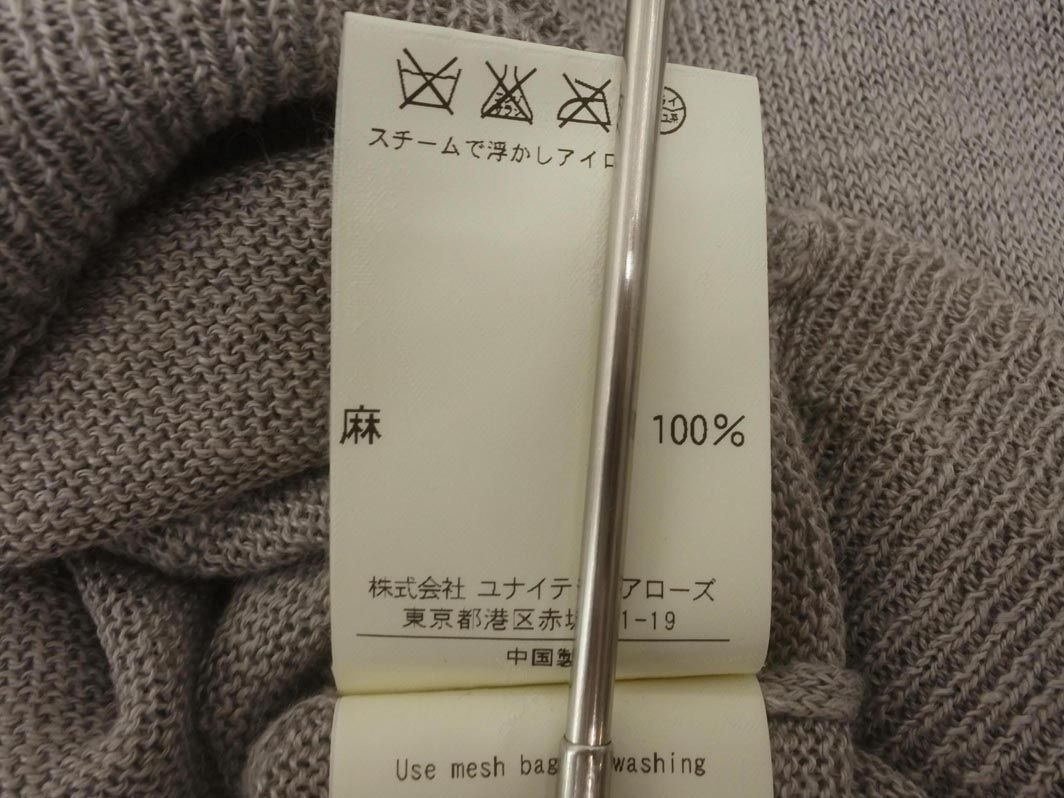 スチームで浮かしアイロ
麻 100%
株式会社 ユナイテ アローズ
東京都港区赤 1-19
中国製
Use mesh bag washing